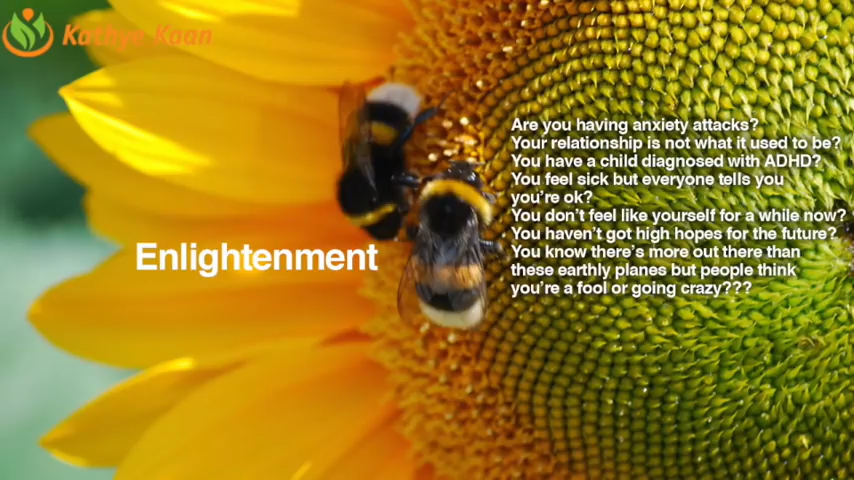 Kathye Kaan
Enlightenment
Are you having anxiety attacks?
Your relationship is not what it used to be?
You have a child diagnosed with ADHD?
You feel sick but everyone tells you
you're ok?
You don't feel like yourself for a while now?
You haven't got high hopes for the future?
You know there's more out there than
these earthly planes but people think
you're a fool or going crazy???